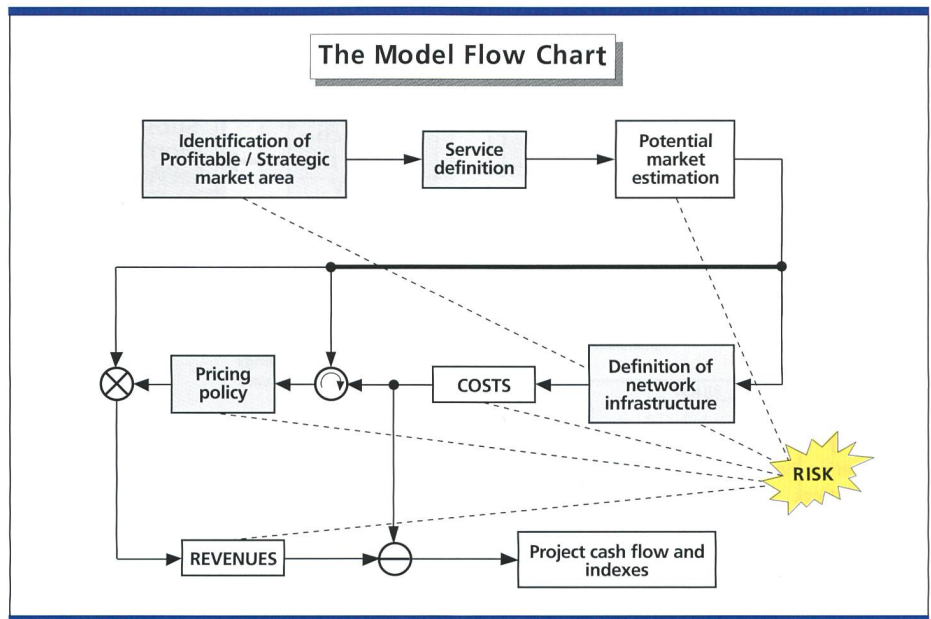 The Model Flow Chart
Identification of
Profitable / Strategic
market area
Service
definition
Potential
market
estimation
Pricing
policy
COSTS
Definition of
network
infrastructure
RISK
REVENUES
Project cash flow and
indexes